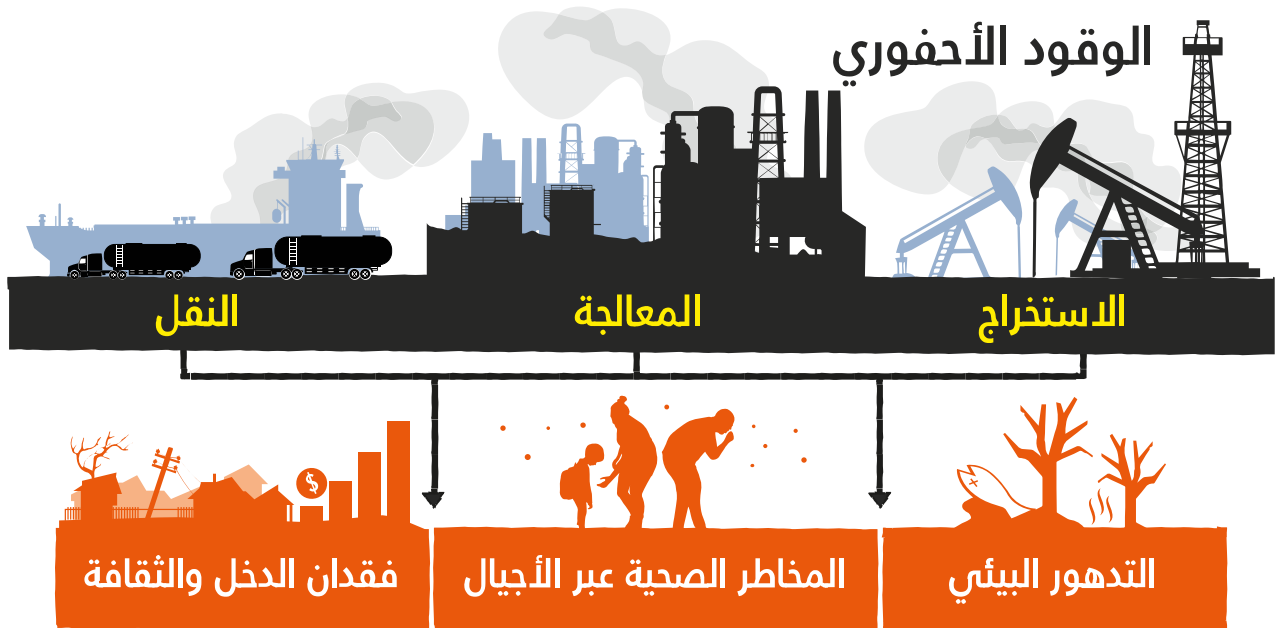 الوقود الأحفوري
الاستخراج
المعالجة
النقل
$
التدهور البيئي
المخاطر الصحية عبر الأجيال
فقدان الدخل والثقافة